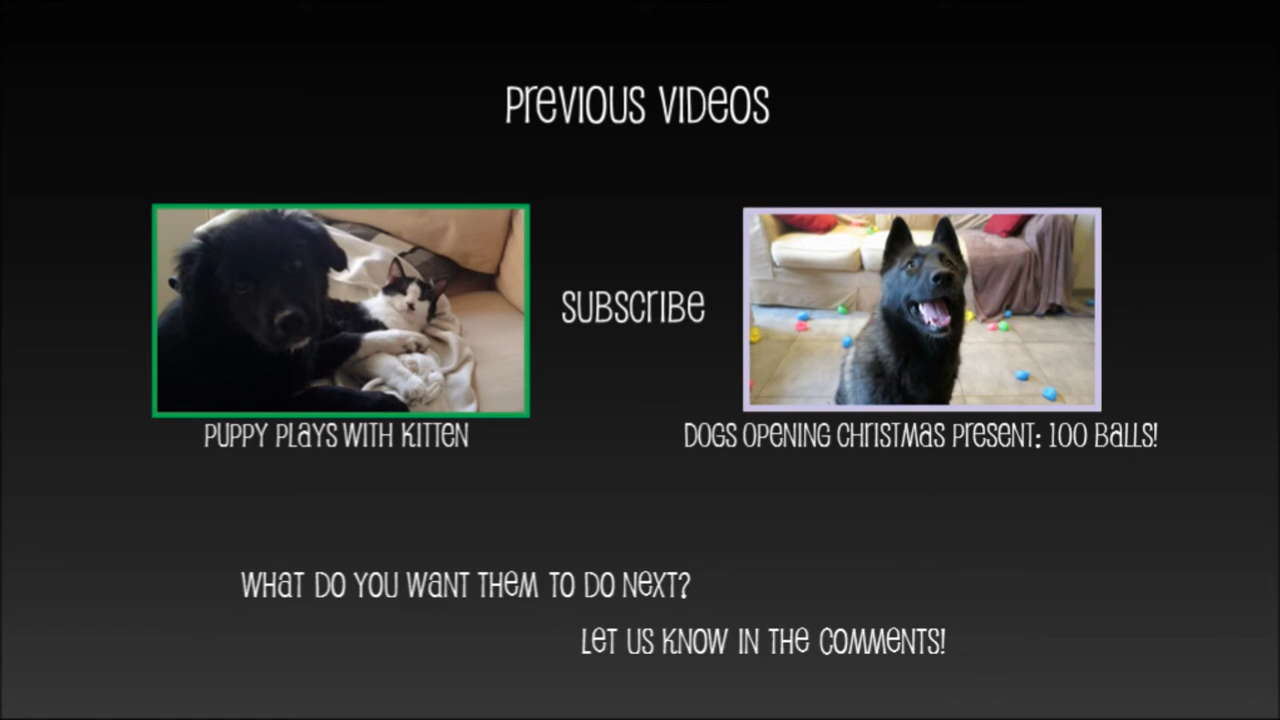 Previous Videos
Subscribe
Puppy plays with kitten
Dogs Opening Christmas Present: 100 Balls!
What do you want them to do next?
Let us know in the comments!